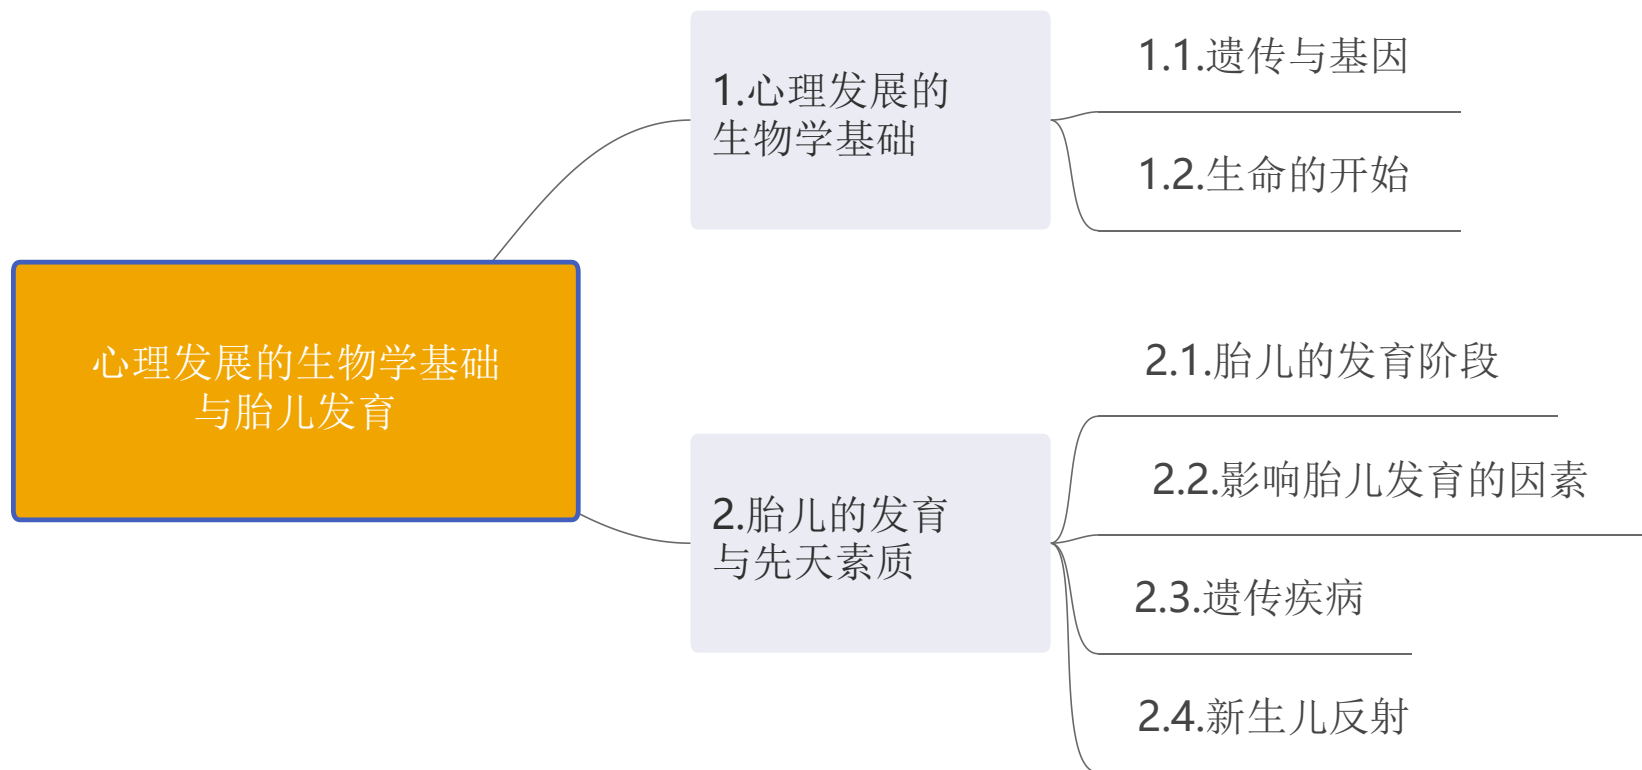 心理发展的生物学基础
与胎儿发育
1.心理发展的
生物学基础
1.1.遗传与基因
1.2.生命的开始
2.胎儿的发育
与先天素质
2.1.胎儿的发育阶段
2.2.影响胎儿发育的因素
2.3.遗传疾病
2.4.新生儿反射